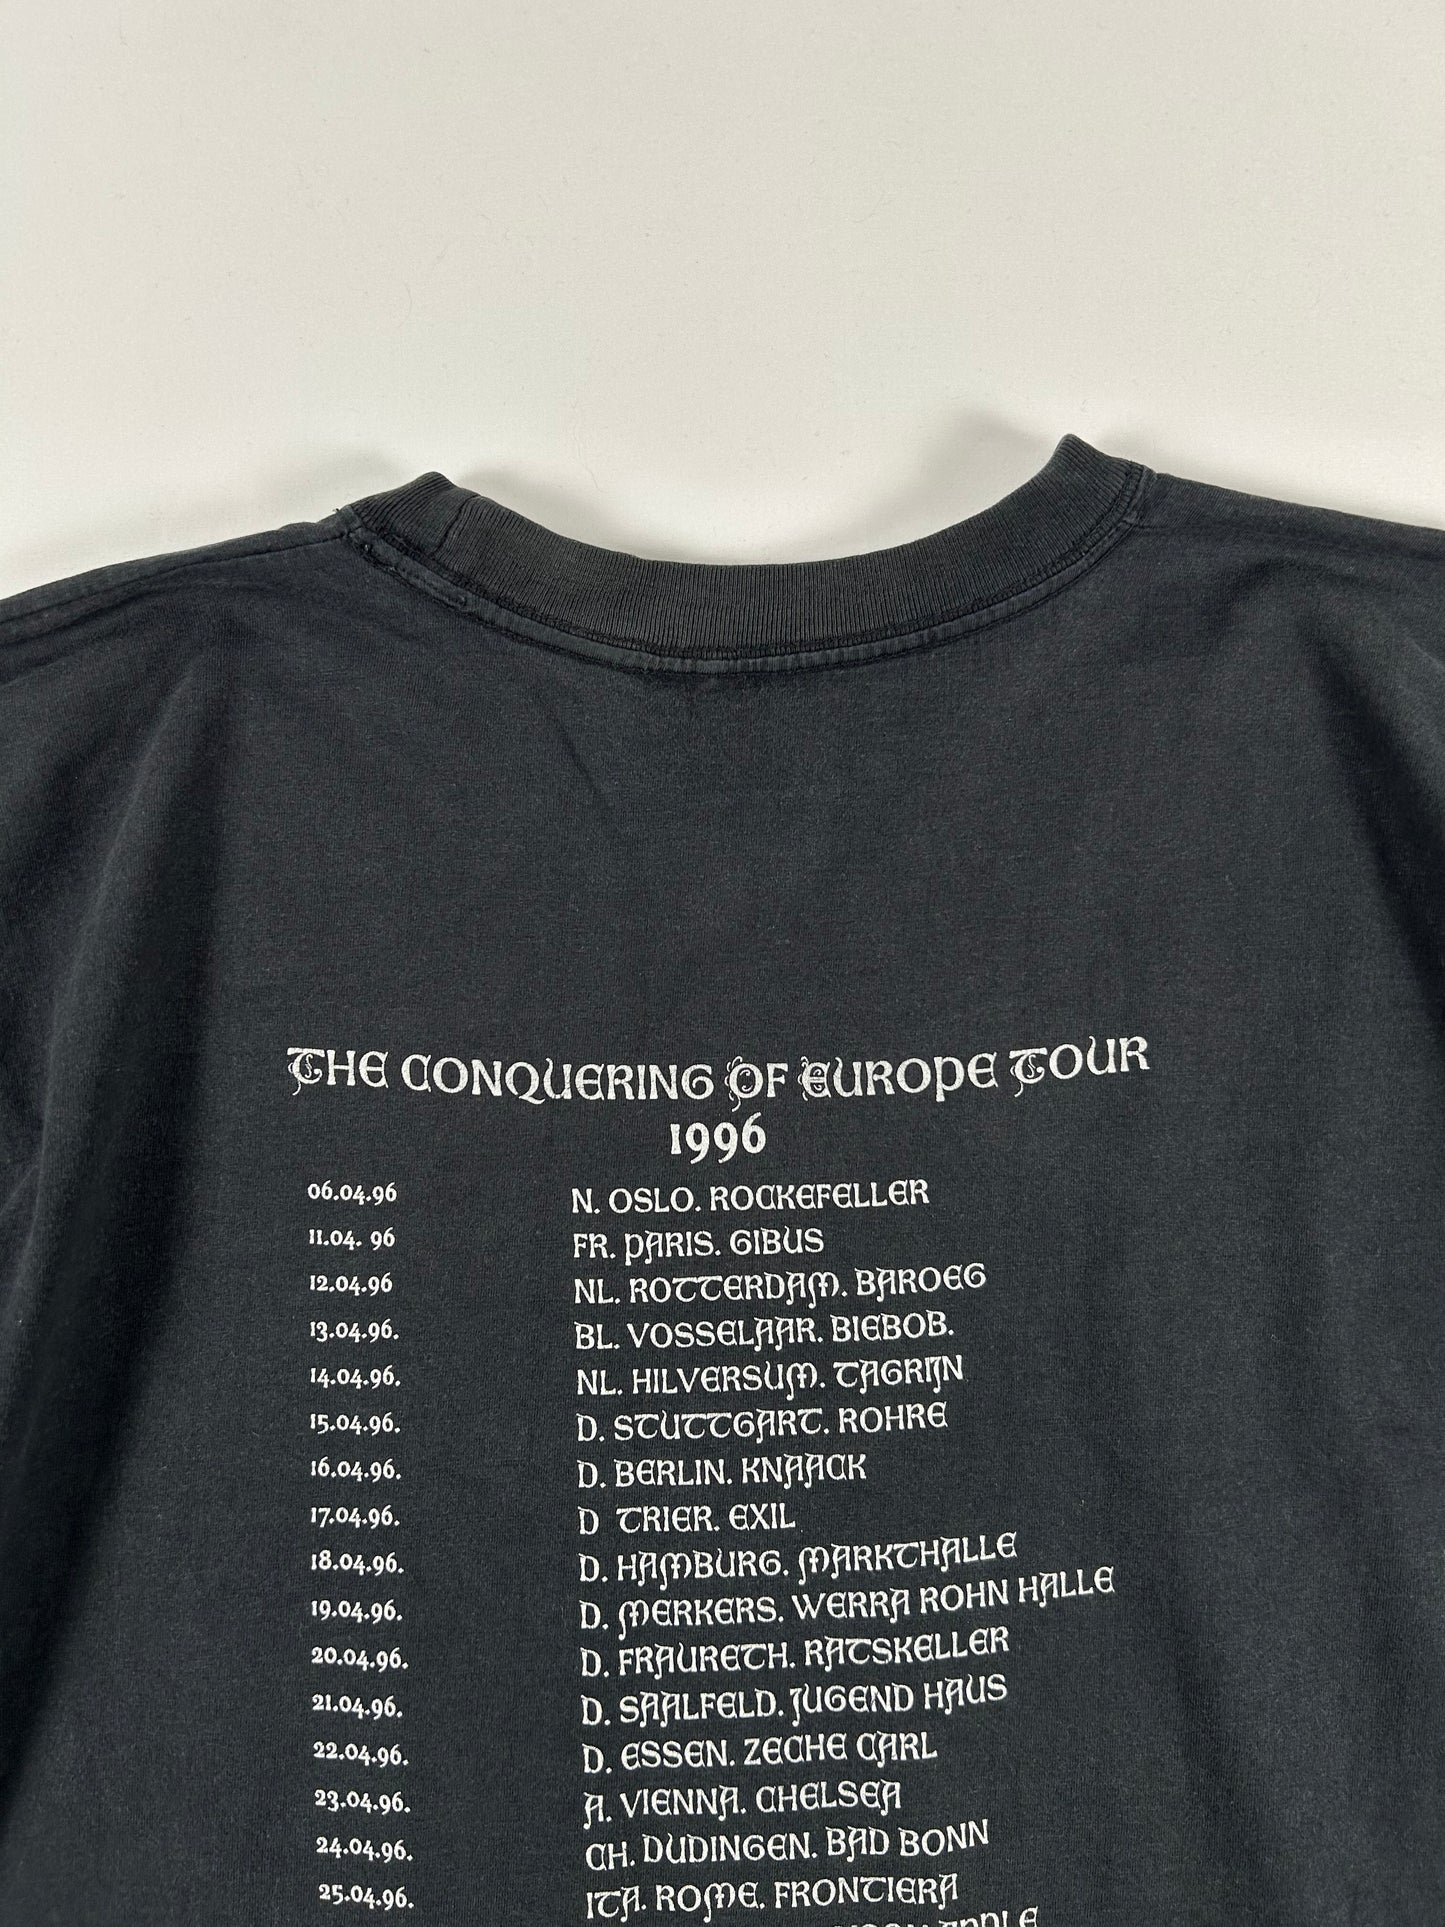 THE CONQUERING OF EUROPE TOUR
1996
06.04.96 N. OSLO. ROCKEFELLER
11.04. 96 FR. PARIS. GIBUS
12.04.96 NL. ROTTERDAM. BAROEG
13.04.96. BL. VOSSELAAR. BIEBOB.
14.04.96. NL. HILVERSUM. TAGRIJN
15.04.96. D. STUTTGART. ROHRE
16.04.96. D. BERLIN. KNAACK
17.04.96. D TRIER. EXIL
18.04.96. D. HAMBURG. MARKTHALLE
19.04.96. D. MERKERS. WERRA ROHN HALLE
20.04.96. D. FRAURETH. RATSKELLER
21.04.96. D. SAALFELD. JUGEND HAUS
22.04.96. D. ESSEN. ZECHE CARL
23.04.96. A. VIENNA. CHELSEA
24.04.96. CH. DUDINGEN. BAD BONN
25.04.96. ITA. ROME. FRONTIERA